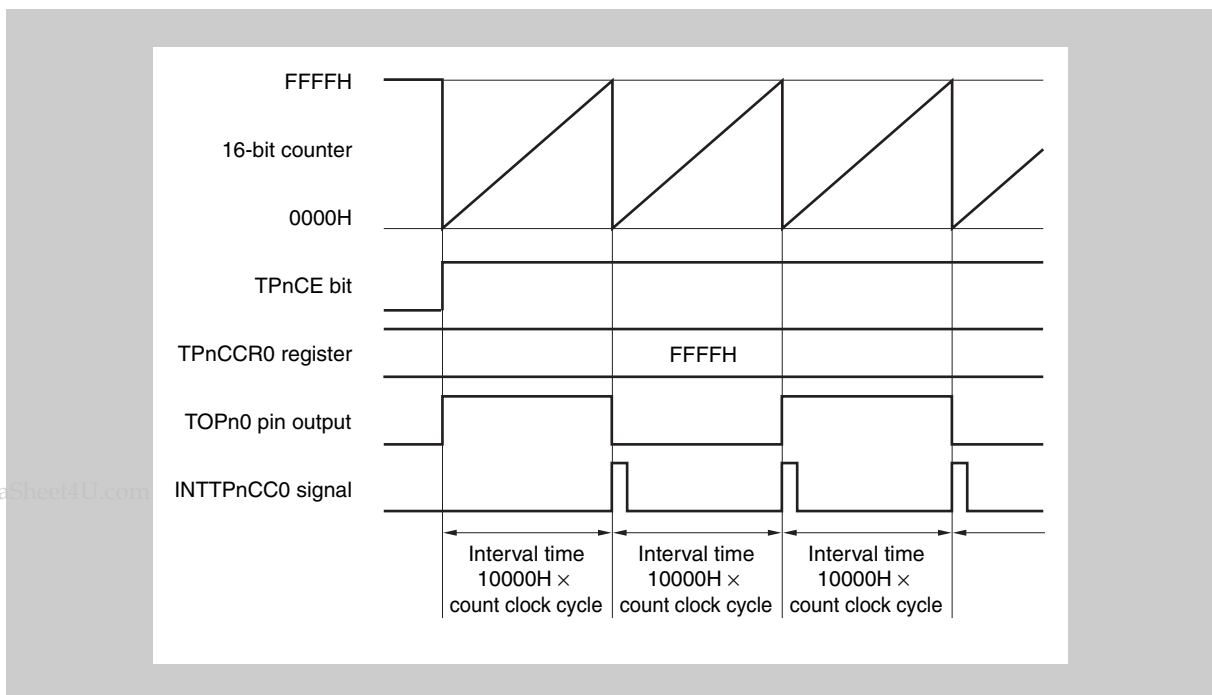 FFFFH
16-bit counter
0000H
TPnCE bit
TPnCCR0 register
FFFFH
TOPn0 pin output
aSheet4U.com
INTTPnCC0 signal
Interval time
10000H ×
count clock cycle
Interval time
10000H ×
count clock cycle
Interval time
10000H ×
count clock cycle